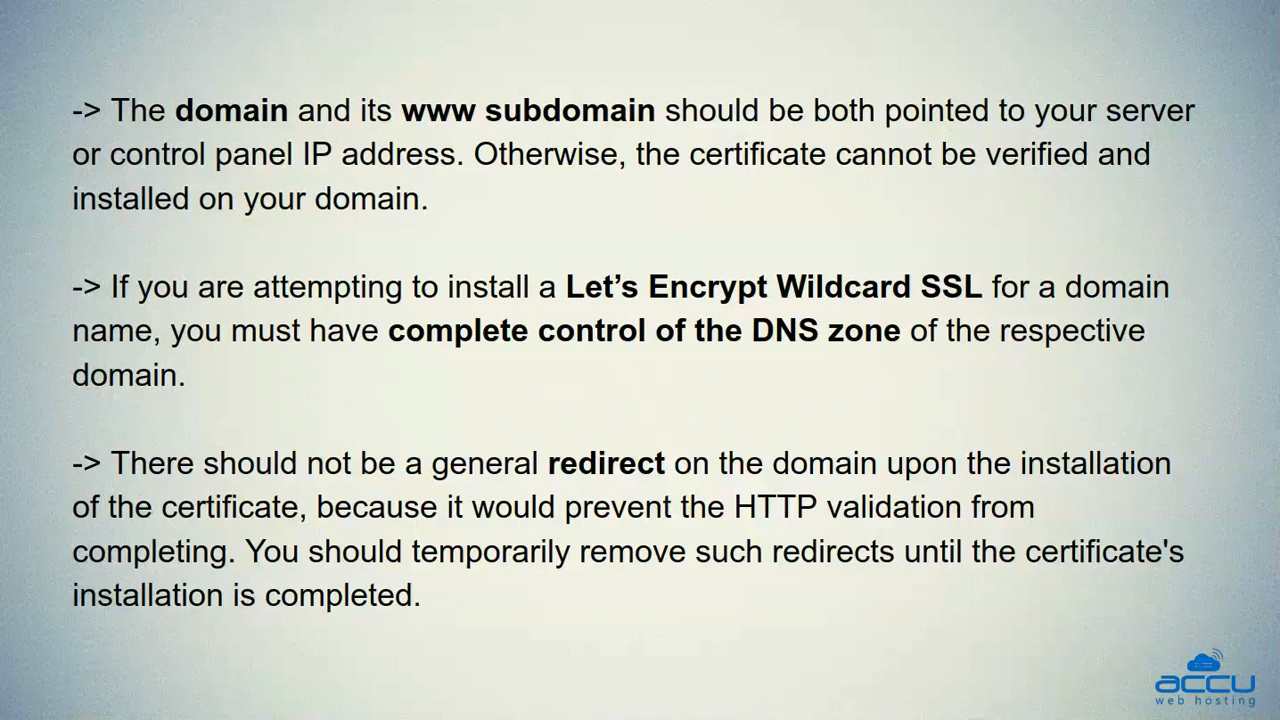 -> The domain and its www subdomain should be both pointed to your server
or control panel IP address. Otherwise, the certificate cannot be verified and
installed on your domain.
-> If you are attempting to install a Let’s Encrypt Wildcard SSL for a domain
name, you must have complete control of the DNS zone of the respective
domain.
-> There should not be a general redirect on the domain upon the installation
of the certificate, because it would prevent the HTTP validation from
completing. You should temporarily remove such redirects until the certificate's
installation is completed.
accu
web hosting